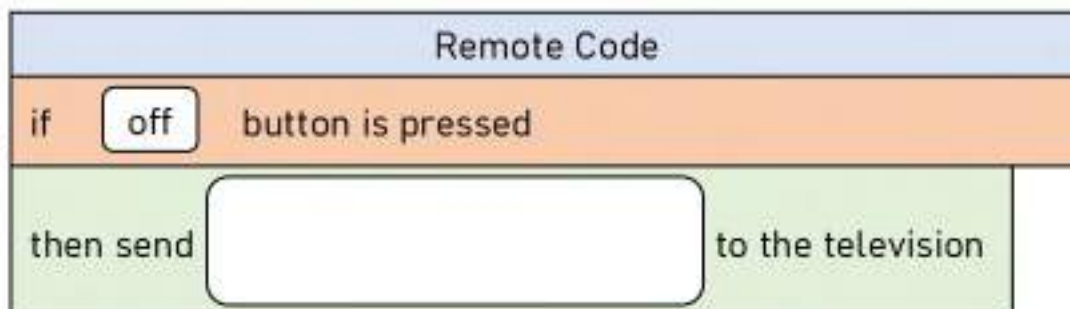 Remote Code
if off button is pressed
then send to the television